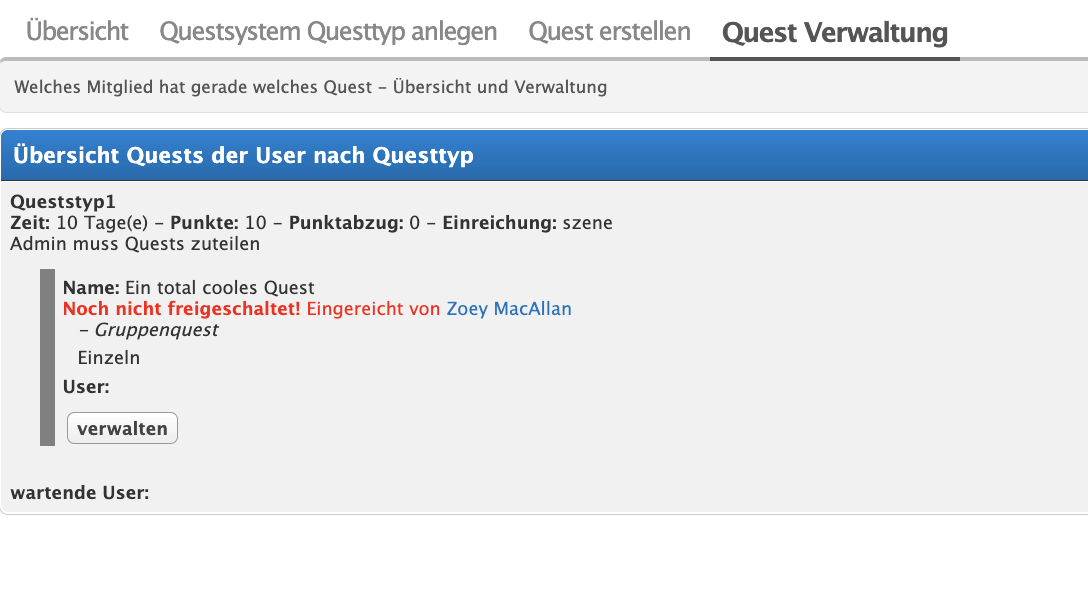 Übersicht Questsystem Questtyp anlegen Quest erstellen Quest Verwaltung
Welches Mitglied hat gerade welches Quest – Übersicht und Verwaltung
Übersicht Quests der User nach Questtyp
Queststyp1
Zeit: 10 Tage(e) – Punkte: 10 – Punktabzug: 0 – Einreichung: szene
Admin muss Quests zuteilen
Name: Ein total cooles Quest
Noch nicht freigeschaltet! Eingereicht von Zoey MacAllan
– Gruppenquest
Einzeln
User:
verwalten
wartende User: